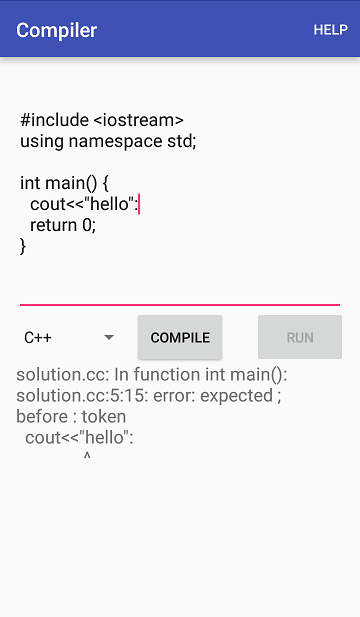 Compiler
HELP
#include <iostream>
using namespace std;
int main() {
cout<<"hello":
return 0;
}
C++
COMPILE
RUN
solution.cc: In function int main():
solution.cc:5:15: error: expected ;
before : token
cout<<"hello":
^